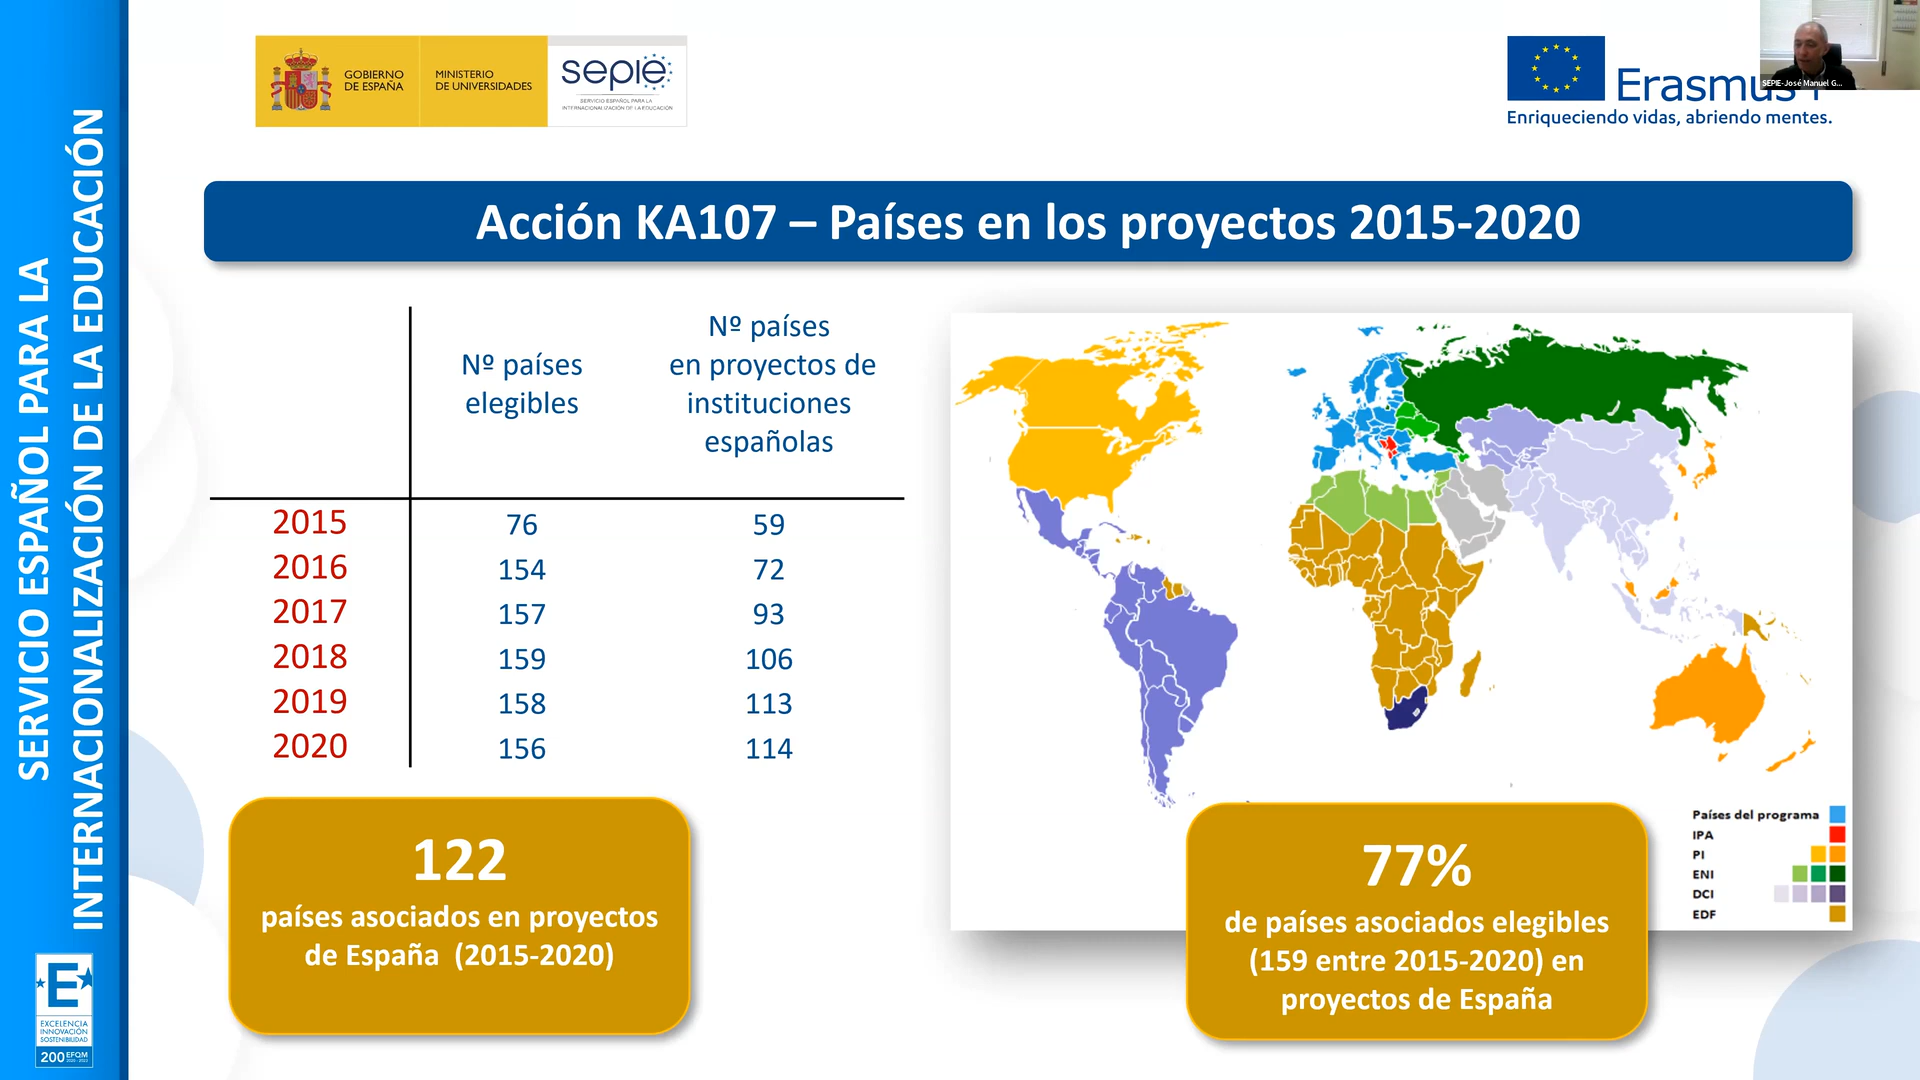 SERVICIO ESPAÑOL PARA LA
INTERNACIONALIZACIÓN DE LA EDUCACIÓN
GOBIERNO
DE ESPAÑA
MINISTERIO
DE UNIVERSIDADES
sepie
SERVICIO ESPAÑOL PARA LA
INTERNACIONALIZACIÓN DE LA EDUCACIÓN
Erasmus+
Enriqueciendo vidas, abriendo mentes.
SEPIE-José Manuel G...
Acción KA107 – Países en los proyectos 2015-2020
Nº países
elegibles
Nº países
en proyectos de
instituciones
españolas
2015 76 59
2016 154 72
2017 157 93
2018 159 106
2019 158 113
2020 156 114
122
países asociados en proyectos
de España (2015-2020)
77%
de países asociados elegibles
(159 entre 2015-2020) en
proyectos de España
Países del programa
IPA
PI
ENI
DCI
EDF
E
EXCELENCIA
INNOVACIÓN
SOSTENIBILIDAD
200 EFQM